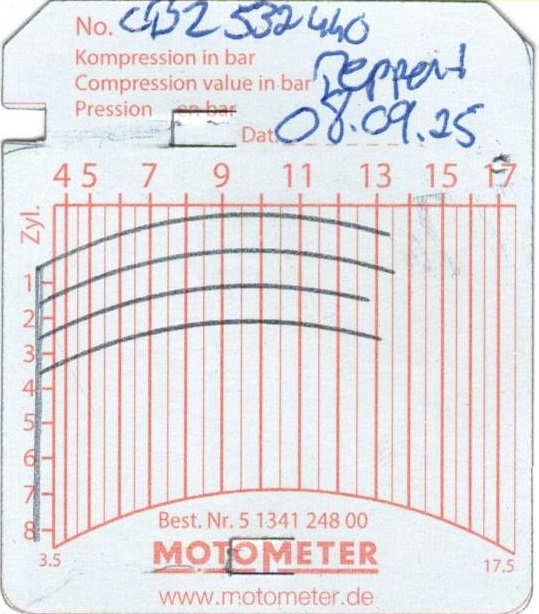 No. CBZ 532440
Kompression in bar
Compression value in bar
Pression en bar
Dat. 08.09.25
4 5 7 9 11 13 15 17
Zyl.
1
2
3
4
5
6
7
8
3.5
17.5
Best. Nr. 5 1341 248 00
MOTOMETER
www.motometer.de